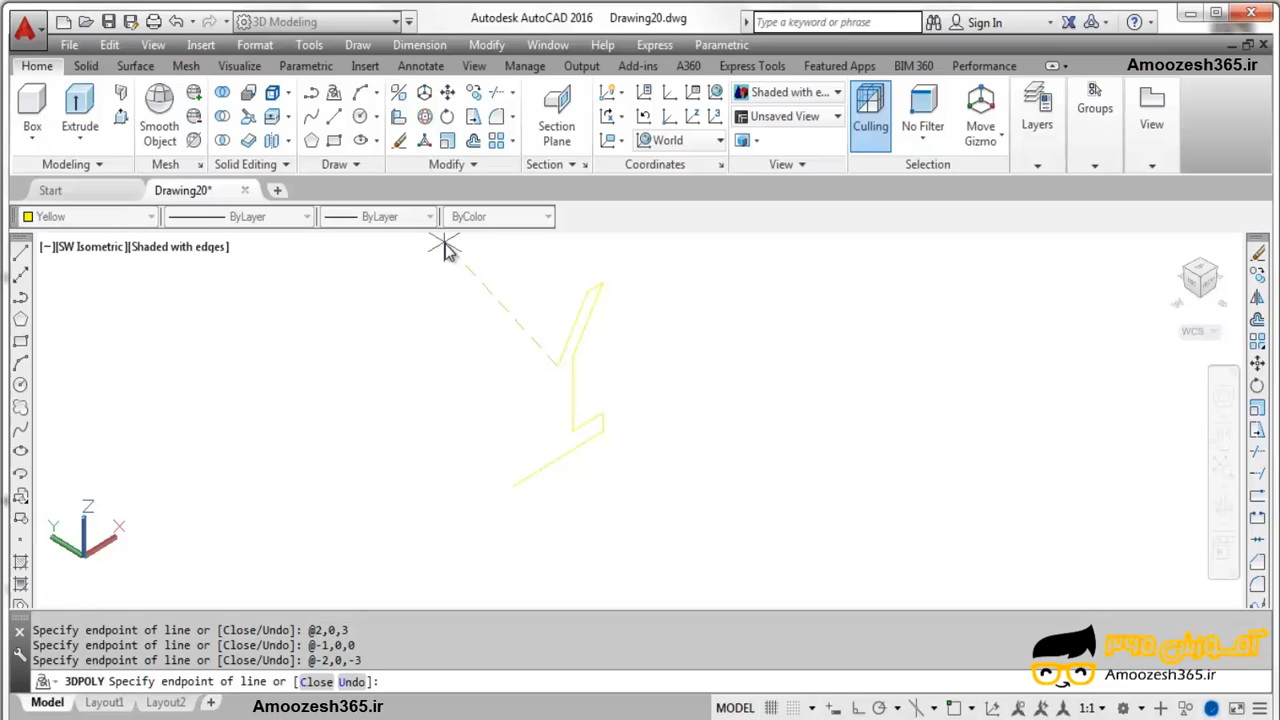 3D Modeling
Autodesk AutoCAD 2016 Drawing20.dwg
Type a keyword or phrase
Sign In
File Edit View Insert Format Tools Draw Dimension Modify Window Help Express Parametric
Home Solid Surface Mesh Visualize Parametric Insert Annotate View Manage Output Add-ins A360 Express Tools Featured Apps BIM 360 Performance
Amoozesh365.ir
Box
Extrude
Smooth Object
Section Plane
World
Shaded with e...
Unsaved View
Culling
No Filter
Move Gizmo
Layers
Groups
View
Modeling Mesh Solid Editing Draw Modify Section Coordinates View Selection
Start
Drawing20*
Yellow ByLayer ByLayer ByColor
[−][SW Isometric][Shaded with edges]
WCS
Z
Y
X
Specify endpoint of line or [Close/Undo]: @2,0,3
Specify endpoint of line or [Close/Undo]: @-1,0,0
Specify endpoint of line or [Close/Undo]: @-2,0,-3
3DPOLY Specify endpoint of line or [Close Undo]:
آموزش ۳۶۵
Amoozesh365.ir
Model Layout1 Layout2
Amoozesh365.ir
MODEL
1:1